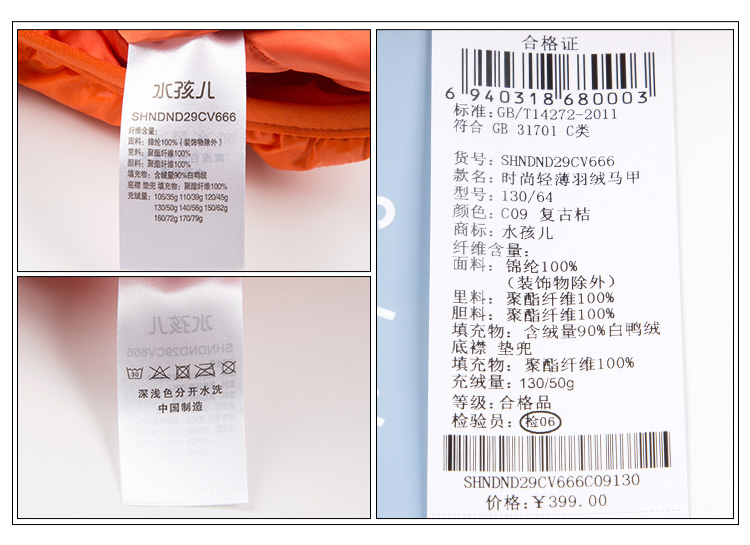 水孩儿
SHNDND29CV666
纤维含量:
面料: 锦纶100%(装饰物除外)
里料: 聚酯纤维100%
胆料: 聚酯纤维100%
填充物: 含绒量90%白鸭绒
底襟 垫兜 填充物: 聚酯纤维100%
充绒量: 105/35g 110/39g 120/45g
130/50g 140/56g 150/62g
160/72g 170/79g
水孩儿
SHNDND29CV666
30
深浅色分开水洗
中国制造
合格证
6 940318 680003
标准: GB/T14272-2011
符合 GB 31701 C类
货号: SHNDND29CV666
款名: 时尚轻薄羽绒马甲
型号: 130/64
颜色: C09 复古桔
商标: 水孩儿
纤维含量:
面料: 锦纶100%
(装饰物除外)
里料: 聚酯纤维100%
胆料: 聚酯纤维100%
填充物: 含绒量90%白鸭绒
底襟 垫兜
填充物: 聚酯纤维100%
充绒量: 130/50g
等级: 合格品
检验员: 检06
SHNDND29CV666C09130
价格: ¥399.00